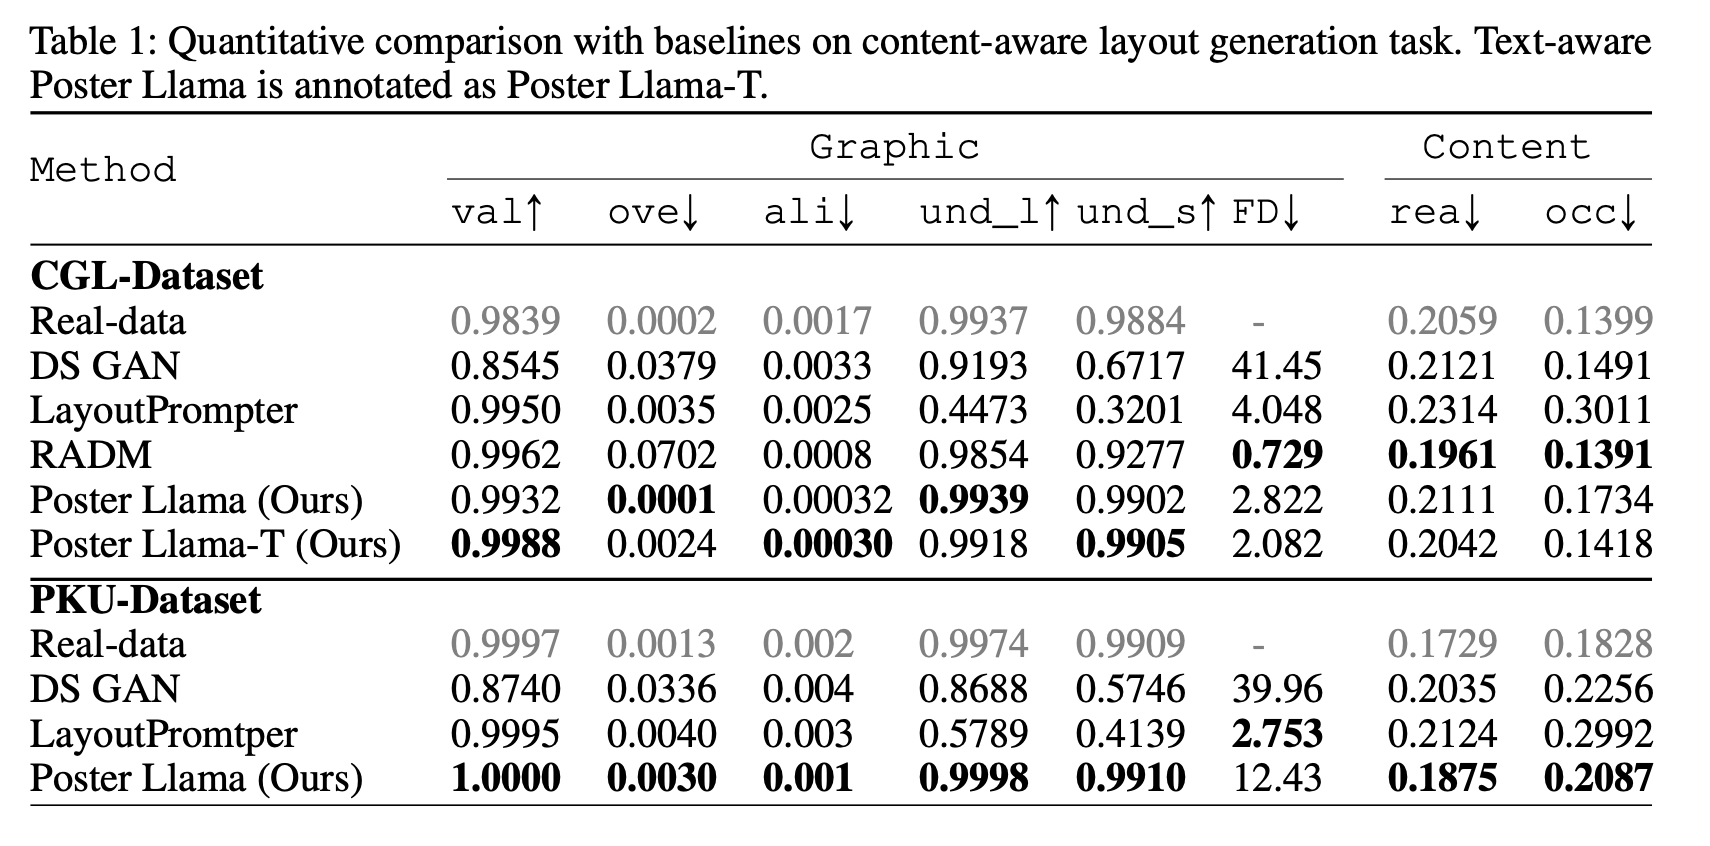 Table 1: Quantitative comparison with baselines on content-aware layout generation task. Text-aware
Poster Llama is annotated as Poster Llama-T.
Method Graphic Content
val↑ ove↓ ali↓ und_l↑ und_s↑ FD↓ rea↓ occ↓
CGL-Dataset
Real-data 0.9839 0.0002 0.0017 0.9937 0.9884 - 0.2059 0.1399
DS GAN 0.8545 0.0379 0.0033 0.9193 0.6717 41.45 0.2121 0.1491
LayoutPrompter 0.9950 0.0035 0.0025 0.4473 0.3201 4.048 0.2314 0.3011
RADM 0.9962 0.0702 0.0008 0.9854 0.9277 0.729 0.1961 0.1391
Poster Llama (Ours) 0.9932 0.0001 0.00032 0.9939 0.9902 2.822 0.2111 0.1734
Poster Llama-T (Ours) 0.9988 0.0024 0.00030 0.9918 0.9905 2.082 0.2042 0.1418
PKU-Dataset
Real-data 0.9997 0.0013 0.002 0.9974 0.9909 - 0.1729 0.1828
DS GAN 0.8740 0.0336 0.004 0.8688 0.5746 39.96 0.2035 0.2256
LayoutPromtper 0.9995 0.0040 0.003 0.5789 0.4139 2.753 0.2124 0.2992
Poster Llama (Ours) 1.0000 0.0030 0.001 0.9998 0.9910 12.43 0.1875 0.2087